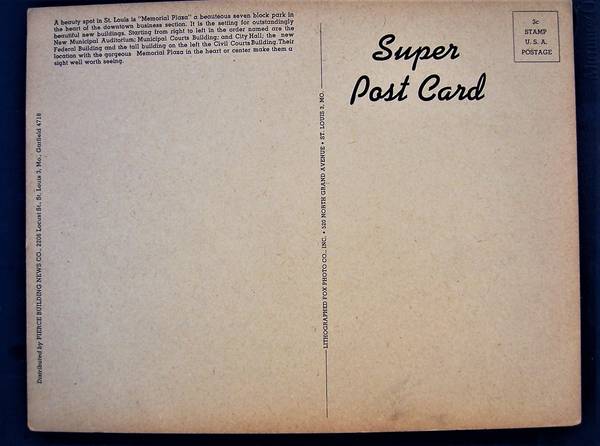 A beauty spot in St. Louis is "Memorial Plaza" a beauteous seven block park in
the heart of the downtown business section. It is the setting for outstandingly
beautiful new buildings. Starting from right to left in the order named are the
New Municipal Auditorium; Municipal Courts Building; and City Hall; the new
Federal Building and the tall building on the left the Civil Courts Building. Their
location with the gorgeous Memorial Plaza in the heart or center make them a
sight well worth seeing.
Distributed by PIERCE BUILDING NEWS CO., 2206 Locust St., St. Louis 3, Mo. Garfield 4718
LITHOGRAPHED FOX PHOTO CO., INC. • 520 NORTH GRAND AVENUE • ST. LOUIS 3, MO.
Super
Post Card
3c
STAMP
U. S. A.
POSTAGE